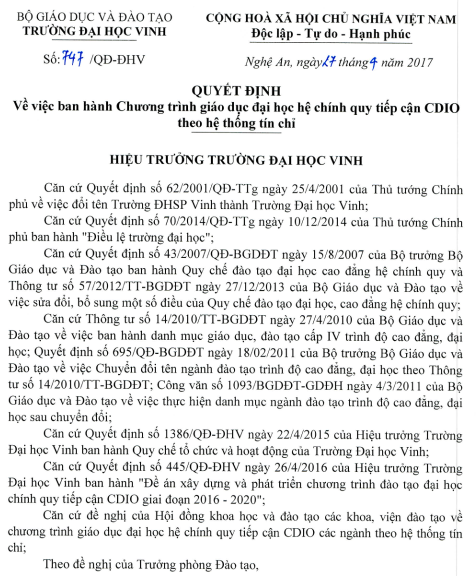 BỘ GIÁO DỤC VÀ ĐÀO TẠO
TRƯỜNG ĐẠI HỌC VINH
CỘNG HOÀ XÃ HỘI CHỦ NGHĨA VIỆT NAM
Độc lập - Tự do - Hạnh phúc
Số: 747 /QĐ-ĐHV
Nghệ An, ngày 27 tháng 4 năm 2017
QUYẾT ĐỊNH
Về việc ban hành Chương trình giáo dục đại học hệ chính quy tiếp cận CDIO
theo hệ thống tín chỉ
HIỆU TRƯỞNG TRƯỜNG ĐẠI HỌC VINH
Căn cứ Quyết định số 62/2001/QĐ-TTg ngày 25/4/2001 của Thủ tướng Chính
phủ về việc đổi tên Trường ĐHSP Vinh thành Trường Đại học Vinh;
Căn cứ Quyết định số 70/2014/QĐ-TTg ngày 10/12/2014 của Thủ tướng Chính
phủ ban hành "Điều lệ trường đại học";
Căn cứ Quyết định số 43/2007/QĐ-BGDĐT ngày 15/8/2007 của Bộ trưởng Bộ
Giáo dục và Đào tạo ban hành Quy chế đào tạo đại học cao đẳng hệ chính quy và
Thông tư số 57/2012/TT-BGDĐT ngày 27/12/2013 của Bộ Giáo dục và Đào tạo về
việc sửa đổi, bổ sung một số điều của Quy chế đào tạo đại học, cao đẳng hệ chính quy;
Căn cứ Thông tư số 14/2010/TT-BGDĐT ngày 27/4/2010 của Bộ Giáo dục và
Đào tạo về việc ban hành danh mục giáo dục, đào tạo cấp IV trình độ cao đẳng, đại
học; Quyết định số 695/QĐ-BGDĐT ngày 18/02/2011 của Bộ trưởng Bộ Giáo dục và
Đào tạo về việc Chuyển đổi tên ngành đào tạo trình độ cao đẳng, đại học theo Thông
tư số 14/2010/TT-BGDĐT; Công văn số 1093/BGDĐT-GDĐH ngày 4/3/2011 của Bộ
Giáo dục và Đào tạo về việc thực hiện danh mục ngành đào tạo trình độ cao đẳng, đại
học sau chuyển đổi;
Căn cứ Quyết định số 1386/QĐ-ĐHV ngày 22/4/2015 của Hiệu trưởng Trường
Đại học Vinh ban hành Quy chế tổ chức và hoạt động của Trường Đại học Vinh;
Căn cứ Quyết định số 445/QĐ-ĐHV ngày 26/4/2016 của Hiệu trưởng Trường
Đại học Vinh ban hành "Đề án xây dựng và phát triển chương trình đào tạo đại học
chính quy tiếp cận CDIO giai đoạn 2016 - 2020";
Căn cứ đề nghị của Hội đồng khoa học và đào tạo các khoa, viện đào tạo về
chương trình giáo dục đại học hệ chính quy tiếp cận CDIO các ngành theo hệ thống tín
chỉ;
Theo đề nghị của Trưởng phòng Đào tạo,